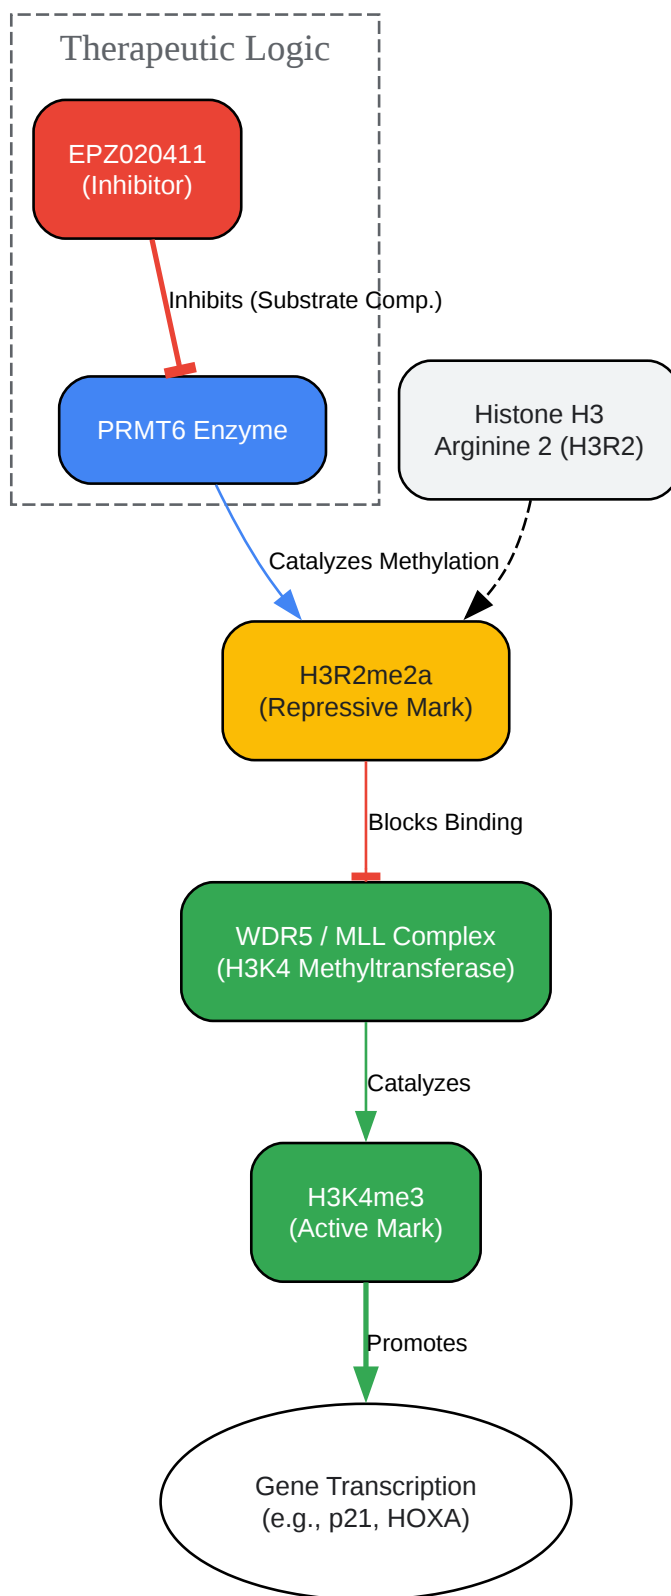 Therapeutic Logic
EPZ020411
(Inhibitor)
Inhibits (Substrate Comp.)
PRMT6 Enzyme
Histone H3
Arginine 2 (H3R2)
Catalyzes Methylation
H3R2me2a
(Repressive Mark)
Blocks Binding
WDR5 / MLL Complex
(H3K4 Methyltransferase)
Catalyzes
H3K4me3
(Active Mark)
Promotes
Gene Transcription
(e.g., p21, HOXA)